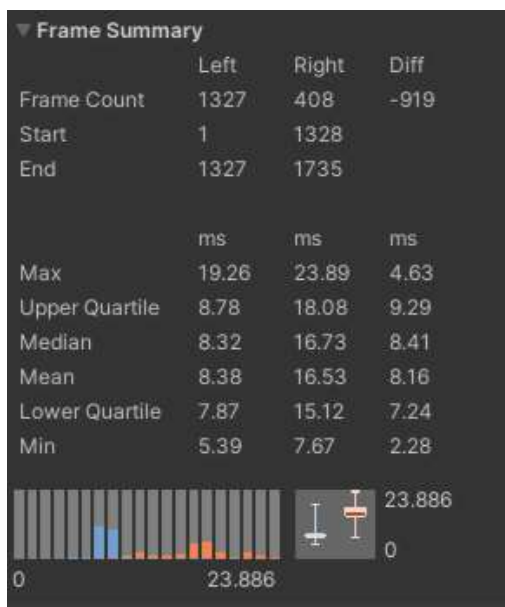 Frame Summary
Left Right Diff
Frame Count 1327 408 -919
Start 1 1328
End 1327 1735
ms ms ms
Max 19.26 23.89 4.63
Upper Quartile 8.78 18.08 9.29
Median 8.32 16.73 8.41
Mean 8.38 16.53 8.16
Lower Quartile 7.87 15.12 7.24
Min 5.39 7.67 2.28
23.886
0
0 23.886